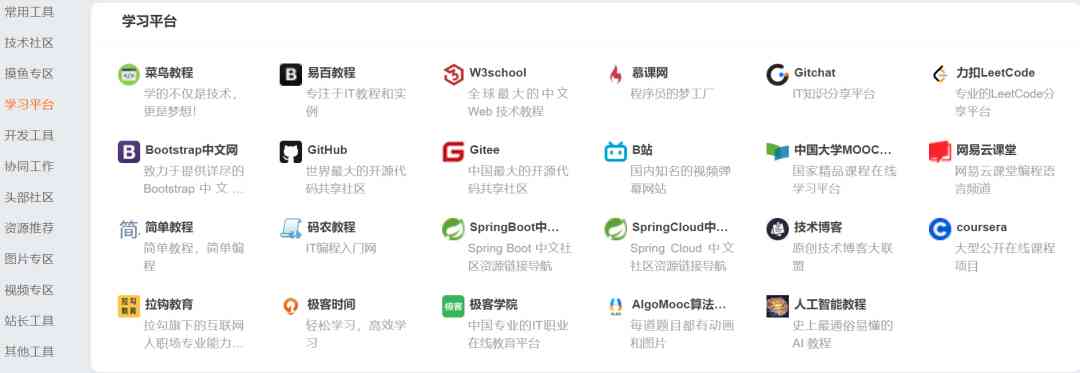 常用工具
技术社区
摸鱼专区
学习平台
开发工具
协同工作
头部社区
资源推荐
图片专区
视频专区
站长工具
其他工具
学习平台
菜鸟教程
学的不仅是技术，
更是梦想!
易百教程
专注于IT教程和实
例
W3school
全球最大的中文
Web 技术教程
慕课网
程序员的梦工厂
Gitchat
IT知识分享平台
力扣LeetCode
专业的LeetCode分
享平台
Bootstrap中文网
致力于提供详尽的
Bootstrap 中 文 ...
GitHub
世界最大的开源代
码共享社区
Gitee
中国最大的开源代
码共享社区
B站
国内知名的视频弹
幕网站
中国大学MOOC...
国家精品课程在线
学习平台
网易云课堂
网易云课堂编程语
言频道
简.
简单教程
简单教程，简单编
程
码农教程
IT编程入门网
SpringBoot中...
Spring Boot 中文社
区资源链接导航
SpringCloud中...
Spring Cloud 中文
社区资源链接导航
技术博客
原创技术博客大联
盟
coursera
大型公开在线课程
项目
拉勾
教育
拉钩教育
拉勾旗下的互联网
人职场专业能力...
极客时间
轻松学习，高效学
习
极客
极客学院
中国专业的IT职业
在线教育平台
AlgoMooc算法...
每道题目都有动画
和图片
人工智能教程
史上最通俗易懂的
AI 教程